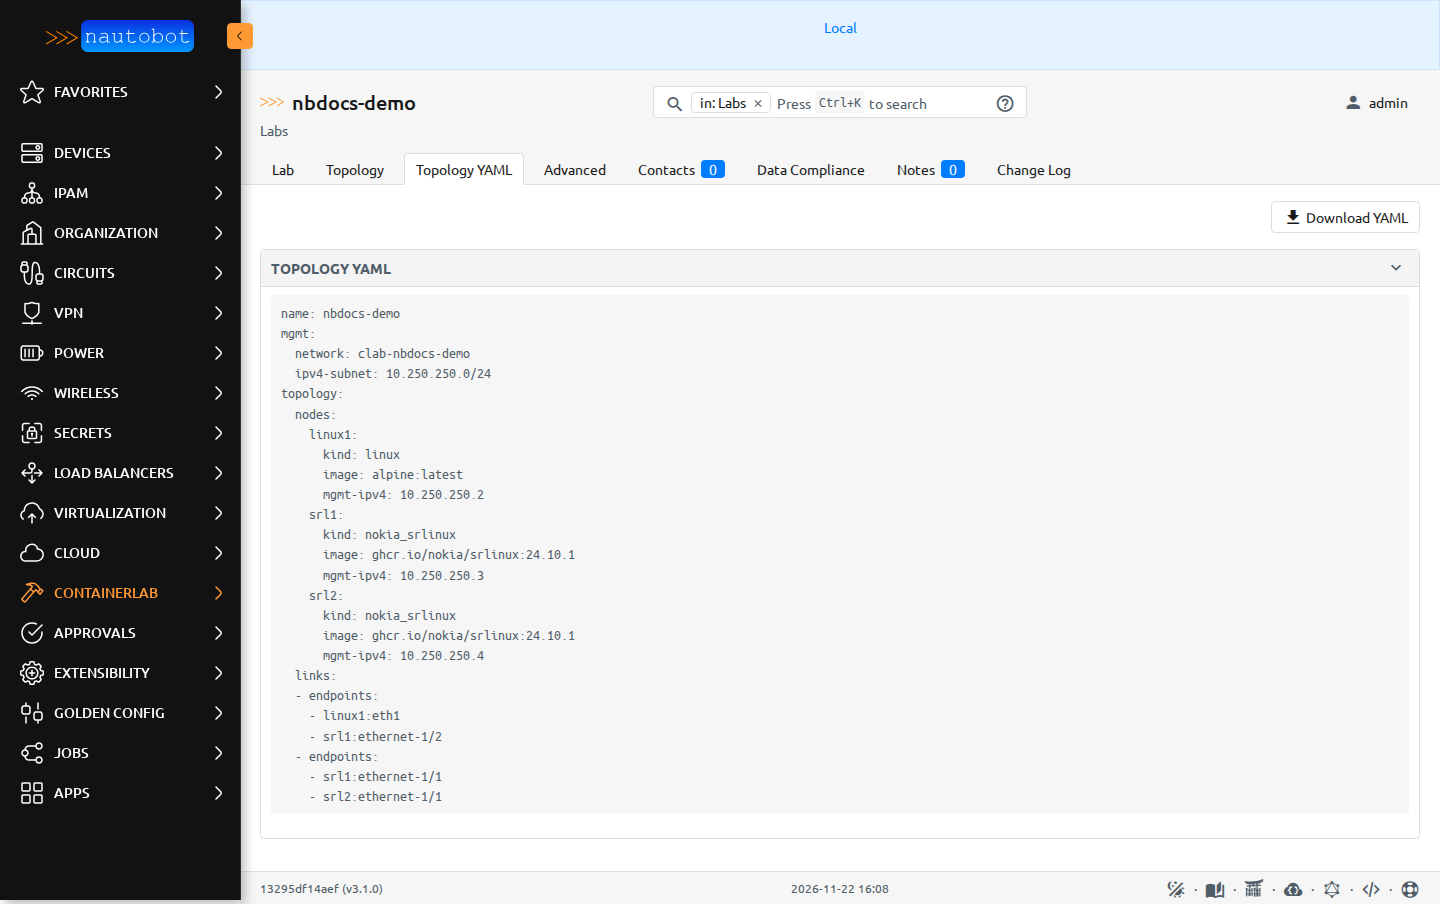 nautobot
Local
FAVORITES
DEVICES
IPAM
ORGANIZATION
CIRCUITS
VPN
POWER
WIRELESS
SECRETS
LOAD BALANCERS
VIRTUALIZATION
CLOUD
CONTAINERLAB
APPROVALS
EXTENSIBILITY
GOLDEN CONFIG
JOBS
APPS
nbdocs-demo
in: Labs × Press Ctrl+K to search
admin
Labs
Lab Topology Topology YAML Advanced Contacts 0 Data Compliance Notes 0 Change Log
Download YAML
TOPOLOGY YAML
name: nbdocs-demo
mgmt:
  network: clab-nbdocs-demo
  ipv4-subnet: 10.250.250.0/24
topology:
  nodes:
    linux1:
      kind: linux
      image: alpine:latest
      mgmt-ipv4: 10.250.250.2
    srl1:
      kind: nokia_srlinux
      image: ghcr.io/nokia/srlinux:24.10.1
      mgmt-ipv4: 10.250.250.3
    srl2:
      kind: nokia_srlinux
      image: ghcr.io/nokia/srlinux:24.10.1
      mgmt-ipv4: 10.250.250.4
  links:
  - endpoints:
    - linux1:eth1
    - srl1:ethernet-1/2
  - endpoints:
    - srl1:ethernet-1/1
    - srl2:ethernet-1/1
13295df14aef (v3.1.0)
2026-11-22 16:08